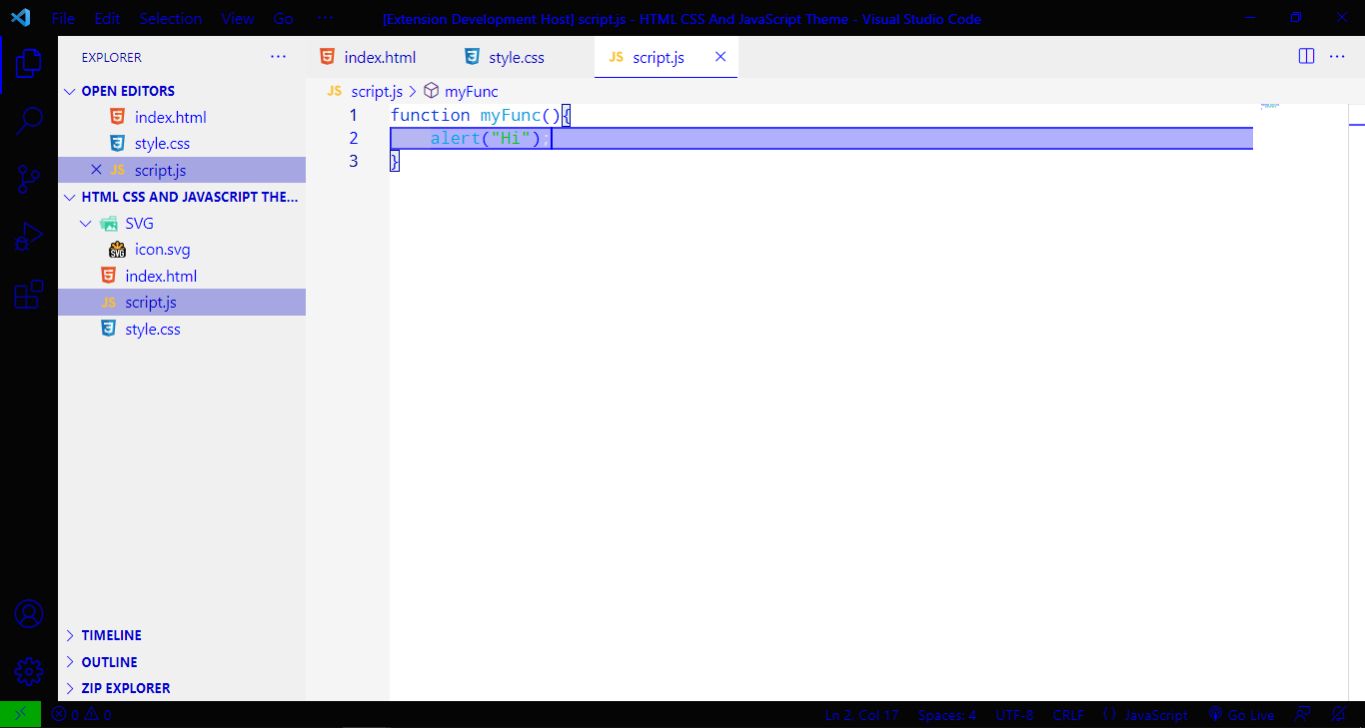 File Edit Selection View Go ··· [Extension Development Host] script.js - HTML CSS And JavaScript Theme - Visual Studio Code
EXPLORER ···
OPEN EDITORS
index.html
style.css
JS script.js
HTML CSS AND JAVASCRIPT THE...
SVG
SVG icon.svg
index.html
JS script.js
style.css
TIMELINE
OUTLINE
ZIP EXPLORER
index.html style.css JS script.js
JS script.js > myFunc
1 function myFunc(){
2 alert("Hi");
3 }
0 0 Ln 2, Col 17 Spaces: 4 UTF-8 CRLF JavaScript Go Live